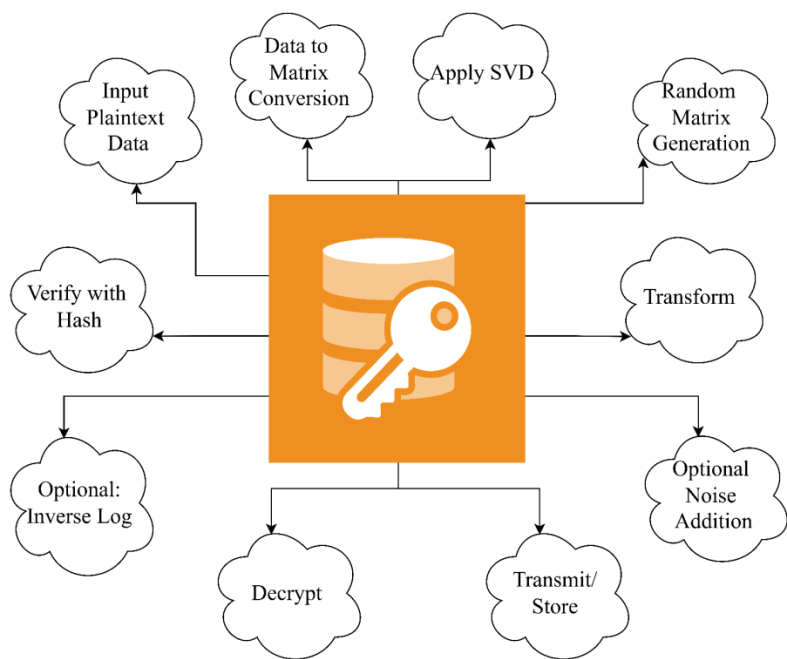 Input
Plaintext
Data
Data to
Matrix
Conversion
Apply SVD
Random
Matrix
Generation
Verify with
Hash
Transform
Optional:
Inverse Log
Optional
Noise
Addition
Decrypt
Transmit/
Store